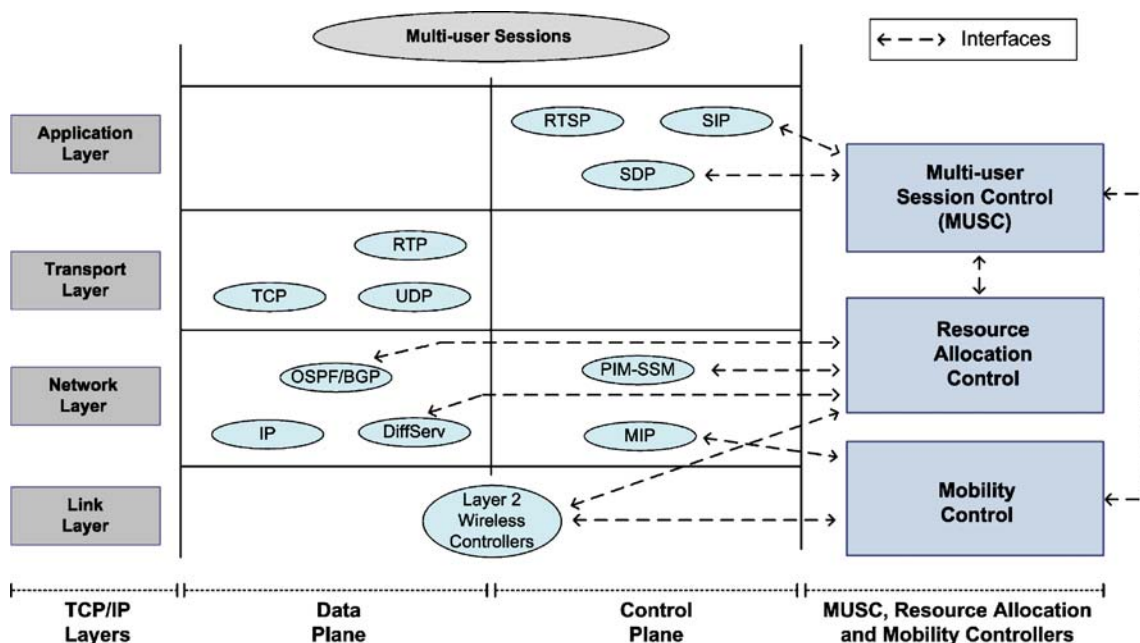 Multi-user Sessions
Interfaces
Application
Layer
RTSP
SIP
SDP
Multi-user
Session Control
(MUSC)
Transport
Layer
RTP
TCP
UDP
Network
Layer
OSPF/BGP
PIM-SSM
IP
DiffServ
MIP
Resource
Allocation
Control
Link
Layer
Layer 2
Wireless
Controllers
Mobility
Control
TCP/IP
Layers
Data
Plane
Control
Plane
MUSC, Resource Allocation
and Mobility Controllers